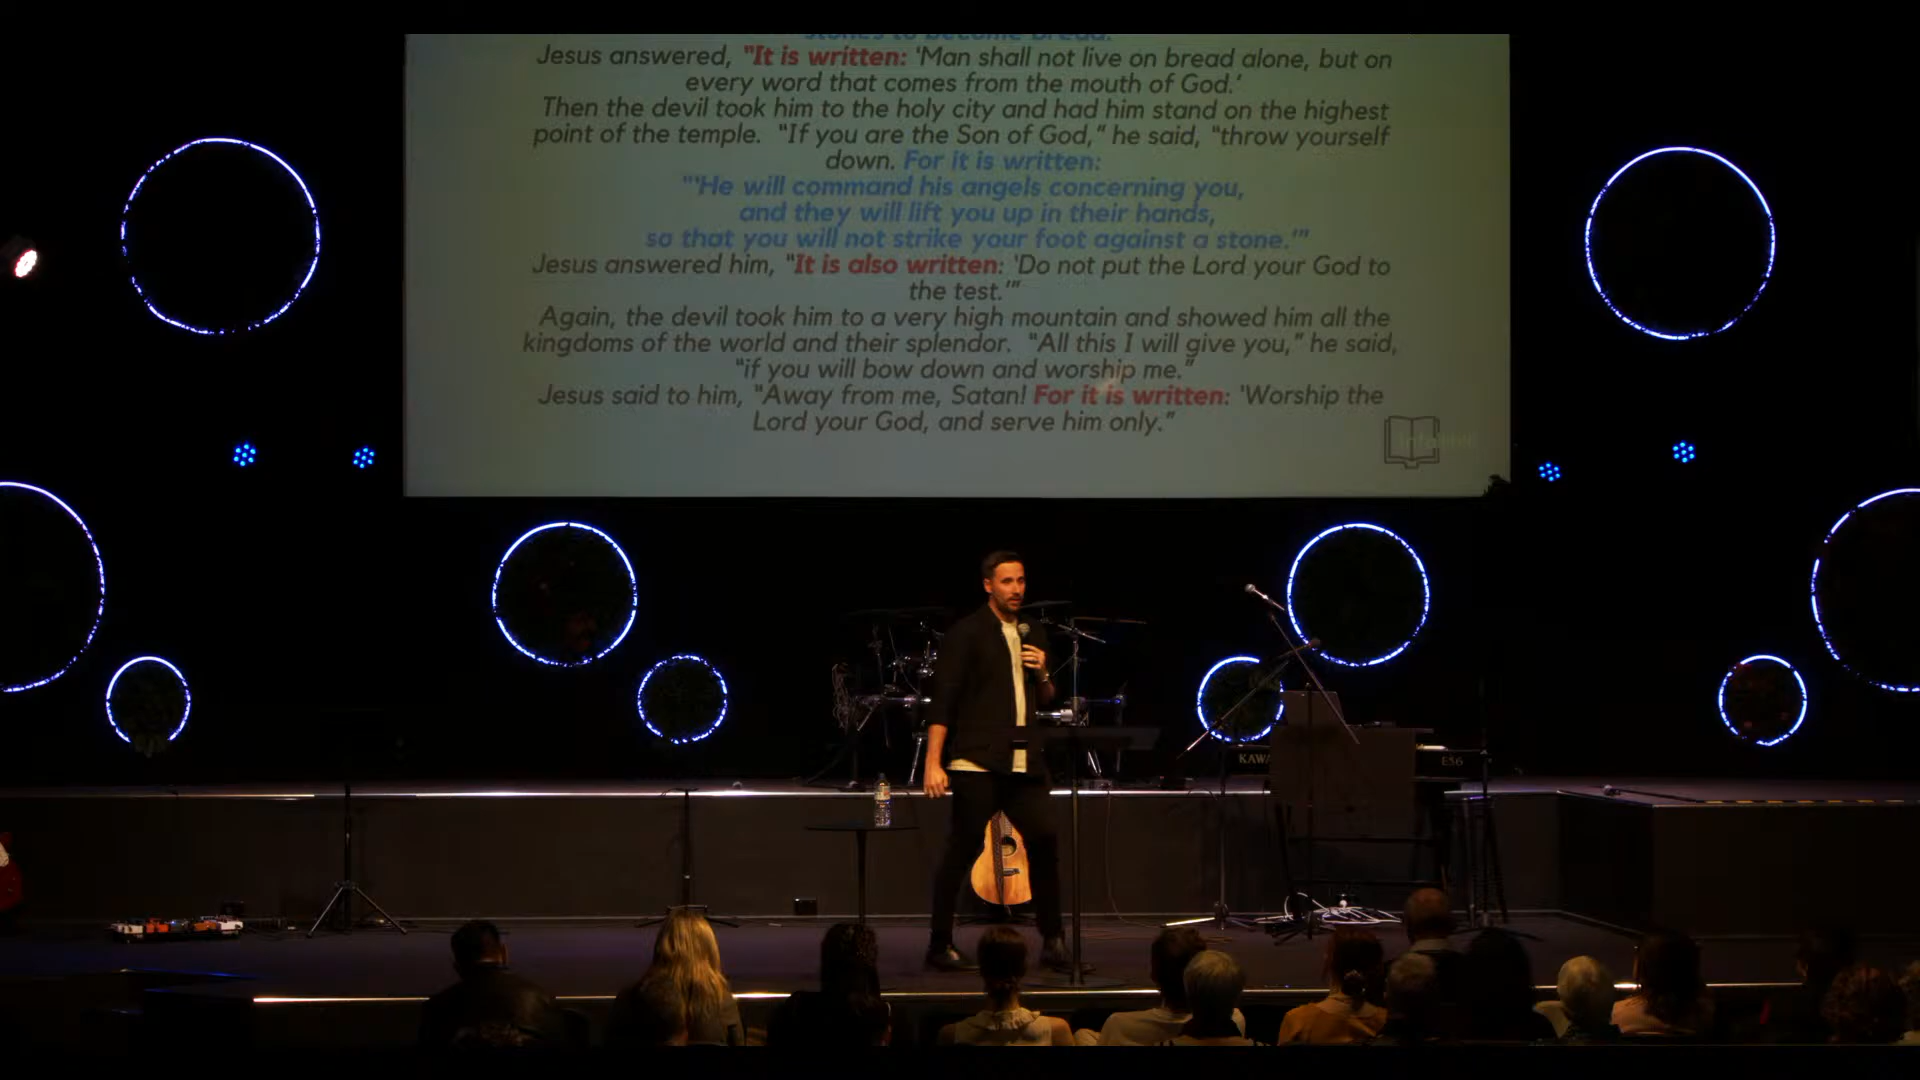 stones to become bread."
Jesus answered, "It is written: 'Man shall not live on bread alone, but on
every word that comes from the mouth of God.'
Then the devil took him to the holy city and had him stand on the highest
point of the temple. "If you are the Son of God," he said, "throw yourself
down. For it is written:
"'He will command his angels concerning you,
and they will lift you up in their hands,
so that you will not strike your foot against a stone.'"
Jesus answered him, "It is also written: 'Do not put the Lord your God to
the test.'"
Again, the devil took him to a very high mountain and showed him all the
kingdoms of the world and their splendor. "All this I will give you," he said,
"if you will bow down and worship me."
Jesus said to him, "Away from me, Satan! For it is written: 'Worship the
Lord your God, and serve him only."
KAWA
ES6